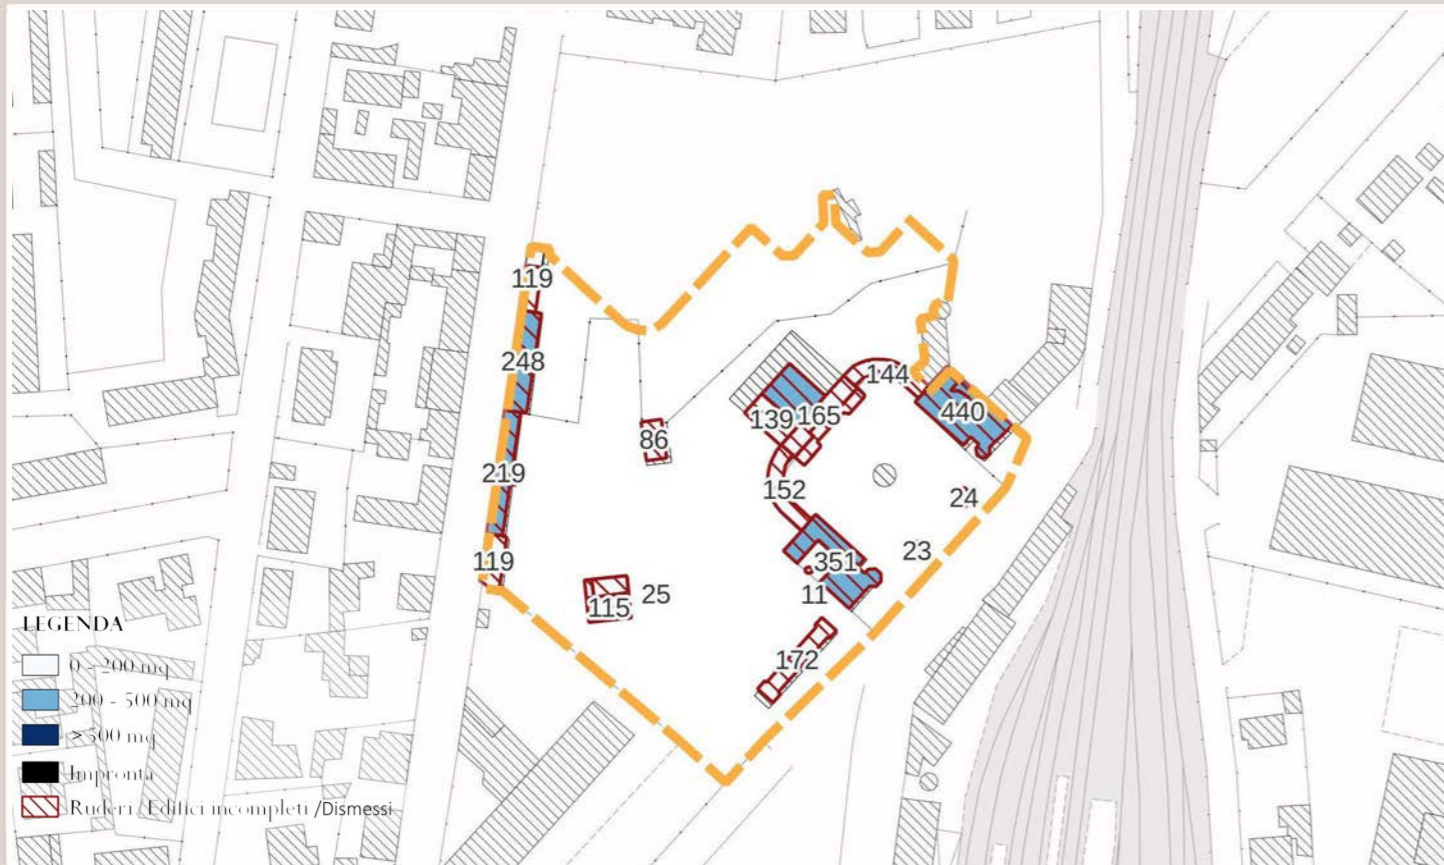 119
248
144
440
139 165
86
219
152
24
23
119
351
25
11
115
172
LEGENDA
0 - 200 mq
200 - 500 mq
> 500 mq
Impronta
Ruderi / Edifici incompleti /Dismessi